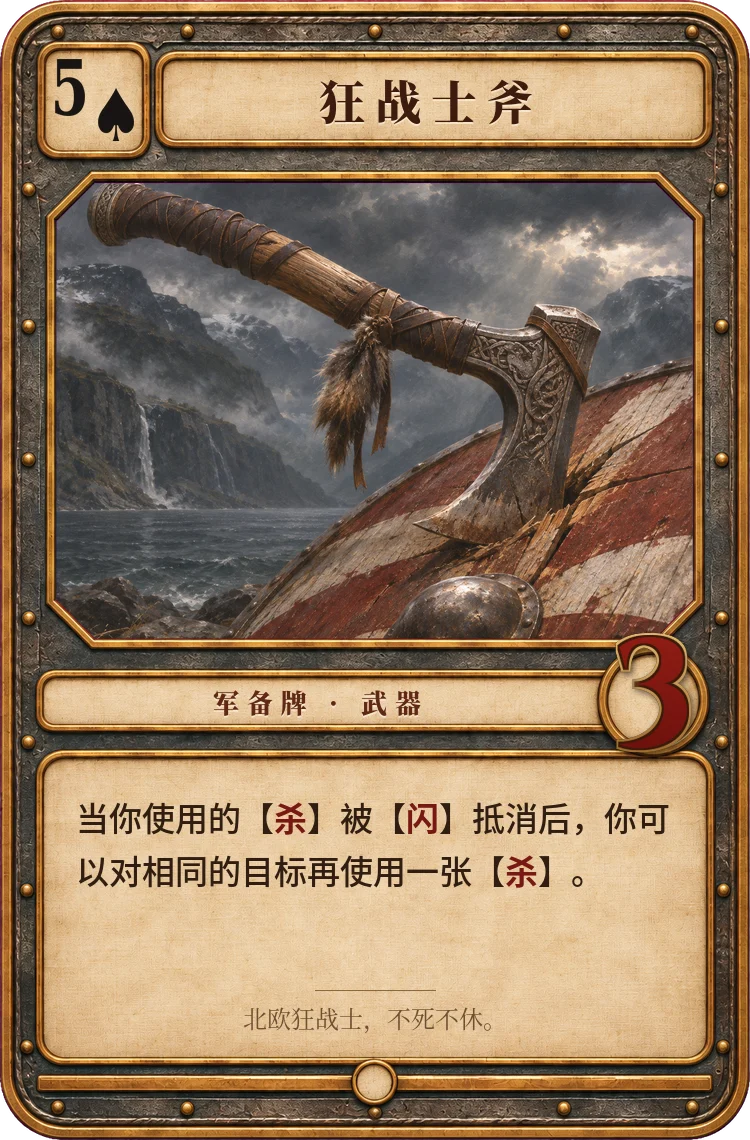 5
狂战士斧
军备牌 · 武器
3
当你使用的【杀】被【闪】抵消后，你可
以对相同的目标再使用一张【杀】。
北欧狂战士，不死不休。